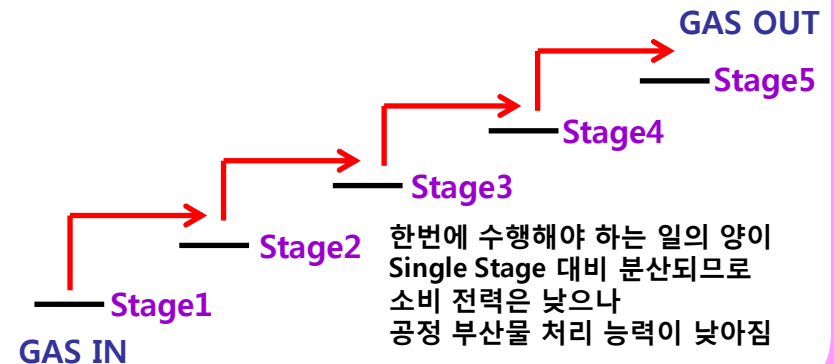 GAS OUT
Stage5
Stage4
Stage3
Stage2
한번에 수행해야 하는 일의 양이
Single Stage 대비 분산되므로
소비 전력은 낮으나
공정 부산물 처리 능력이 낮아짐
Stage1
GAS IN